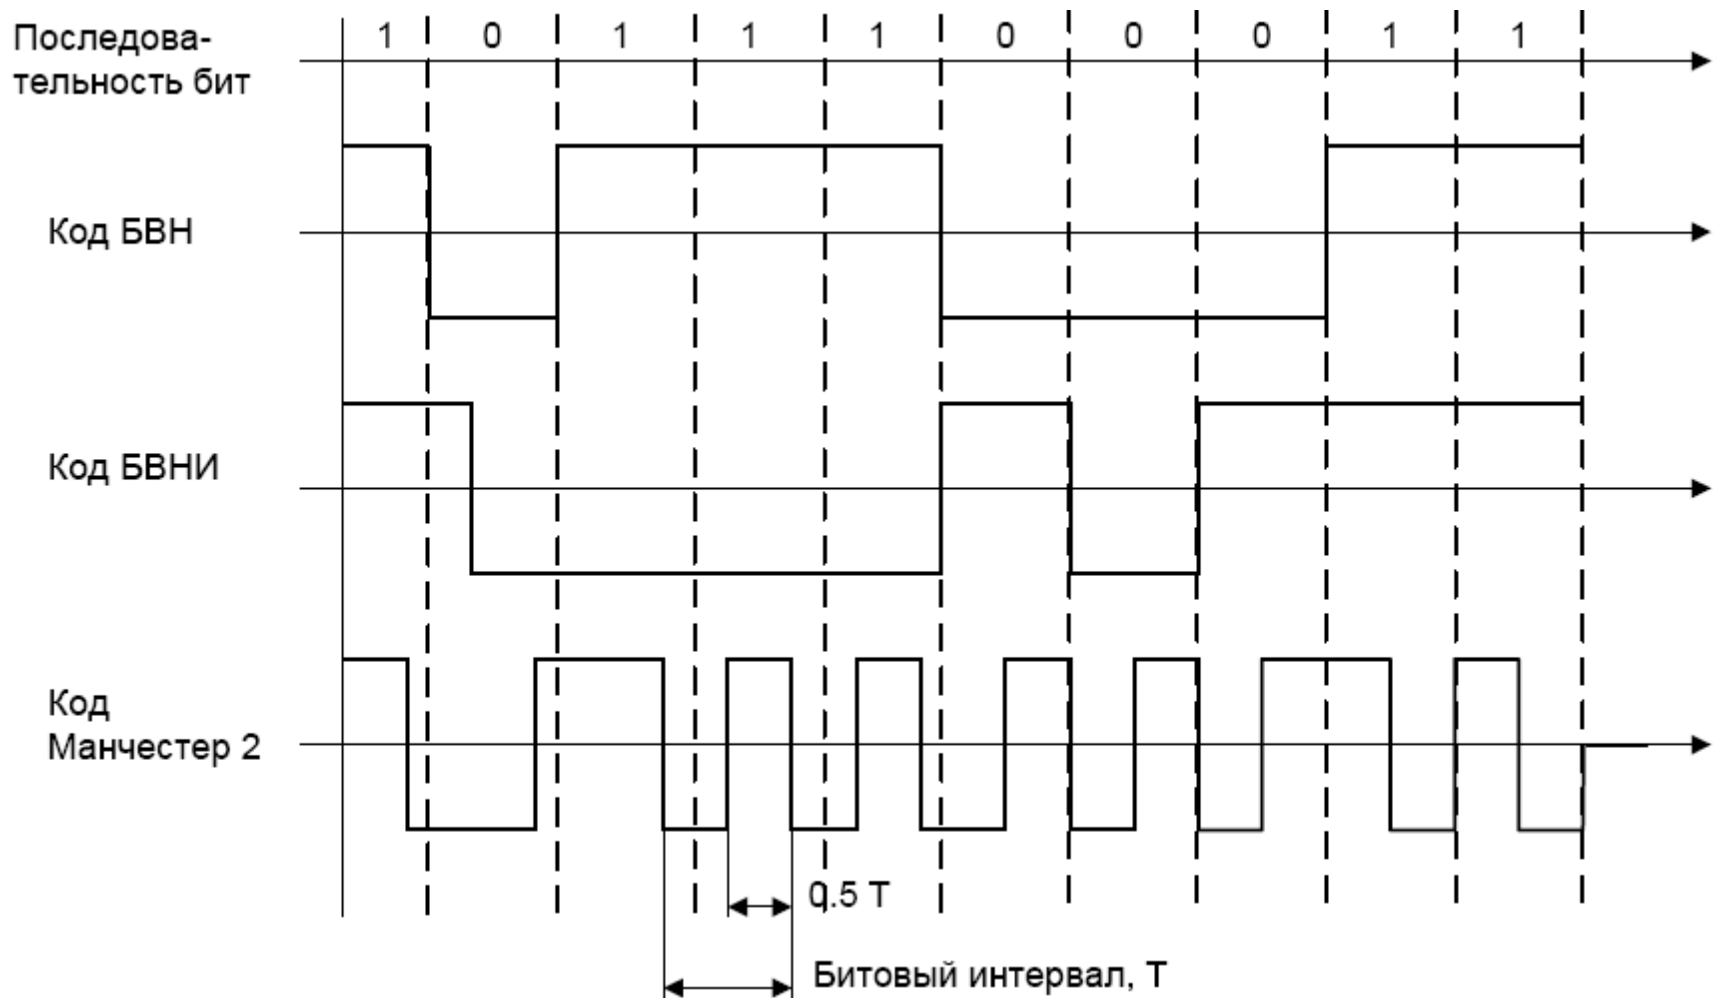 Последова-
тельность бит
1 0 1 1 1 0 0 0 1 1
Код БВН
Код БВНИ
Код
Манчестер 2
0.5 Т
Битовый интервал, Т